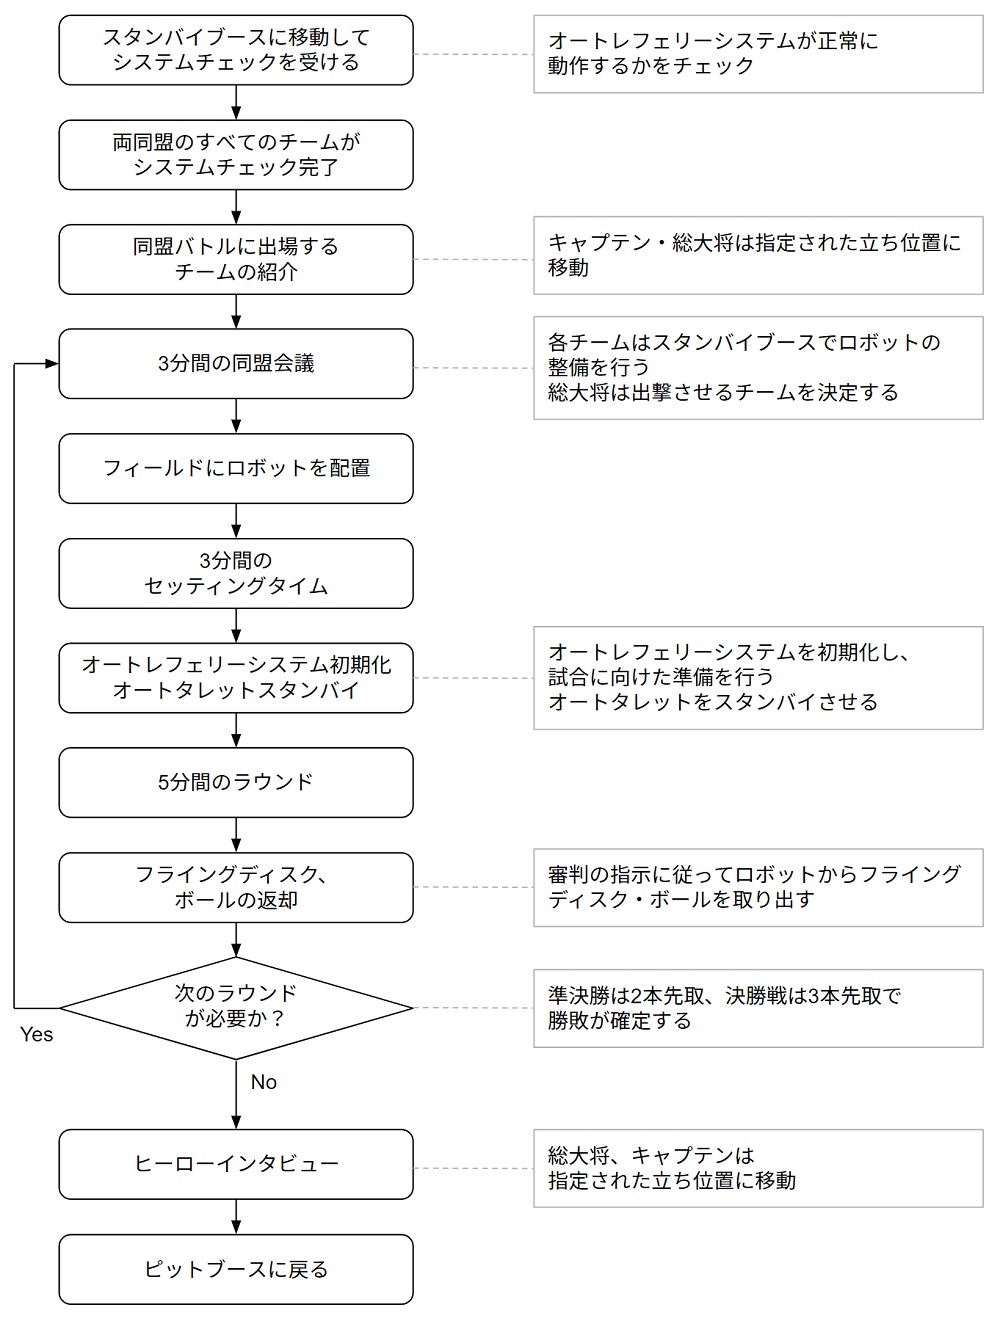 スタンバイブースに移動して
システムチェックを受ける
オートレフェリーシステムが正常に
動作するかをチェック
両同盟のすべてのチームが
システムチェック完了
同盟バトルに出場する
チームの紹介
キャプテン・総大将は指定された立ち位置に
移動
3分間の同盟会議
各チームはスタンバイブースでロボットの
整備を行う
総大将は出撃させるチームを決定する
フィールドにロボットを配置
3分間の
セッティングタイム
オートレフェリーシステム初期化
オートタレットスタンバイ
オートレフェリーシステムを初期化し、
試合に向けた準備を行う
オートタレットをスタンバイさせる
5分間のラウンド
フライングディスク、
ボールの返却
審判の指示に従ってロボットからフライング
ディスク・ボールを取り出す
次のラウンド
が必要か？
準決勝は2本先取、決勝戦は3本先取で
勝敗が確定する
Yes
No
ヒーローインタビュー
総大将、キャプテンは
指定された立ち位置に移動
ピットブースに戻る